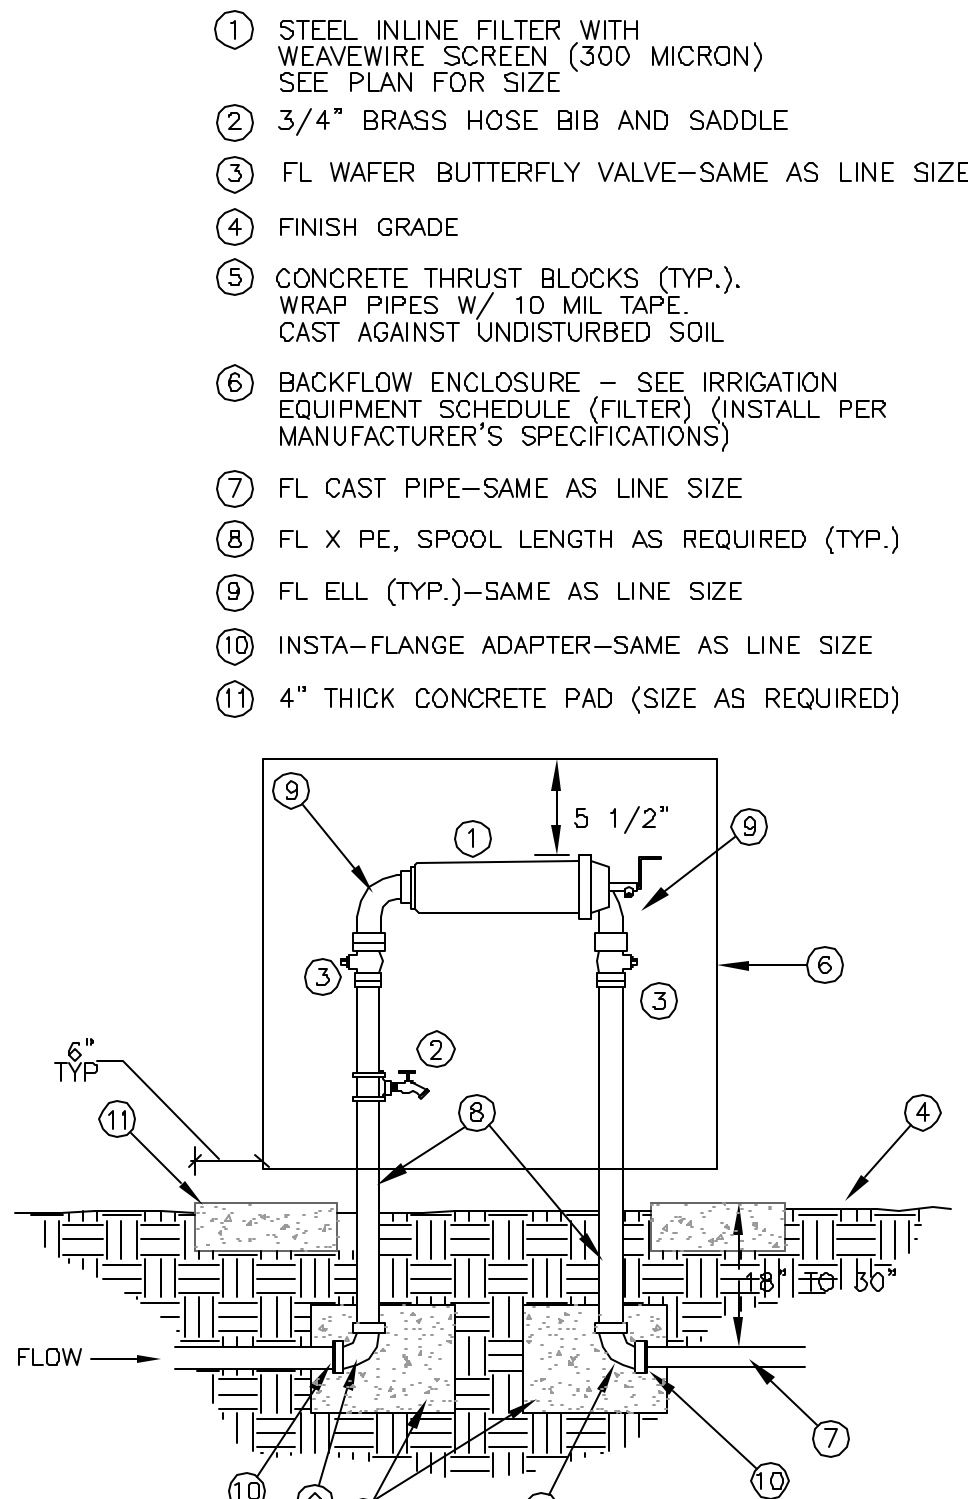 1 STEEL INLINE FILTER WITH
WEAVEWIRE SCREEN (300 MICRON)
SEE PLAN FOR SIZE
2 3/4" BRASS HOSE BIB AND SADDLE
3 FL WAFER BUTTERFLY VALVE-SAME AS LINE SIZE
4 FINISH GRADE
5 CONCRETE THRUST BLOCKS (TYP.).
WRAP PIPES W/ 10 MIL TAPE.
CAST AGAINST UNDISTURBED SOIL
6 BACKFLOW ENCLOSURE - SEE IRRIGATION
EQUIPMENT SCHEDULE (FILTER) (INSTALL PER
MANUFACTURER'S SPECIFICATIONS)
7 FL CAST PIPE-SAME AS LINE SIZE
8 FL X PE, SPOOL LENGTH AS REQUIRED (TYP.)
9 FL ELL (TYP.)-SAME AS LINE SIZE
10 INSTA-FLANGE ADAPTER-SAME AS LINE SIZE
11 4" THICK CONCRETE PAD (SIZE AS REQUIRED)
9
5 1/2"
1
9
3
6
3
6"
TYP
2
11
8
4
18" TO 30"
FLOW
7
10
10